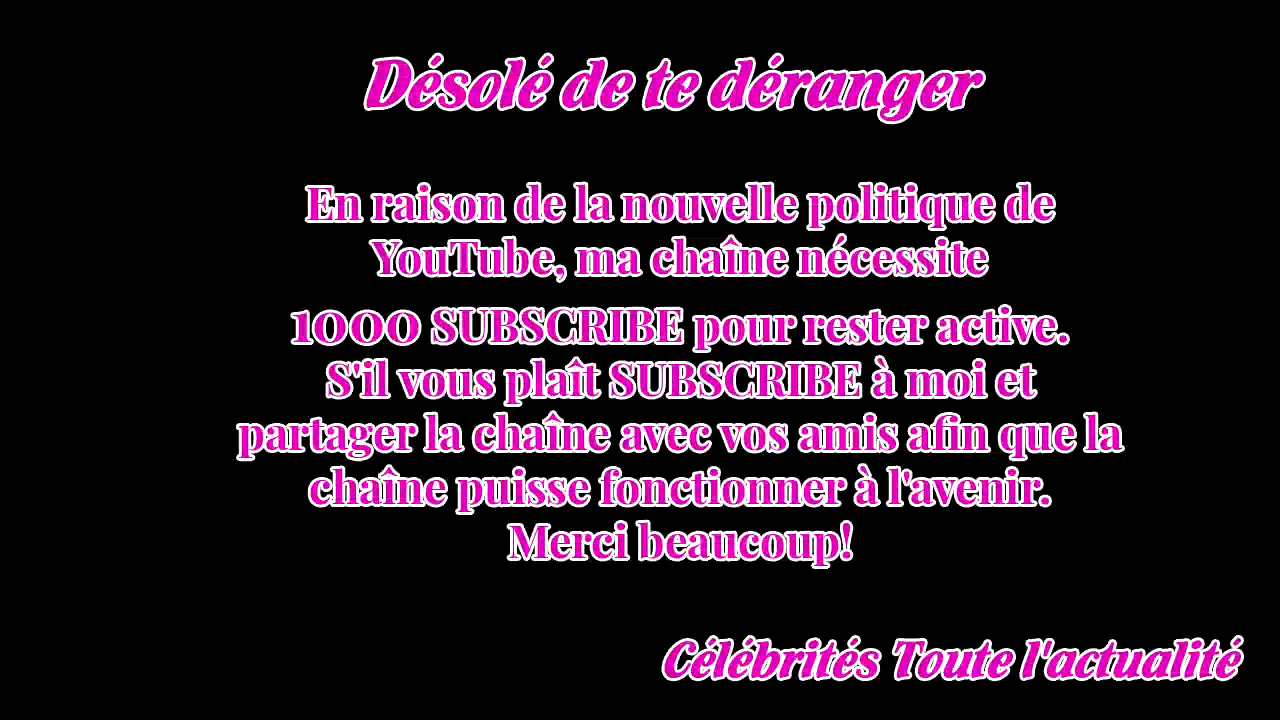 Désolé de te déranger
En raison de la nouvelle politique de
YouTube, ma chaîne nécessite
1000 SUBSCRIBE pour rester active.
S'il vous plaît SUBSCRIBE à moi et
partager la chaîne avec vos amis afin que la
chaîne puisse fonctionner à l'avenir.
Merci beaucoup!
Célébrités Toute l'actualité